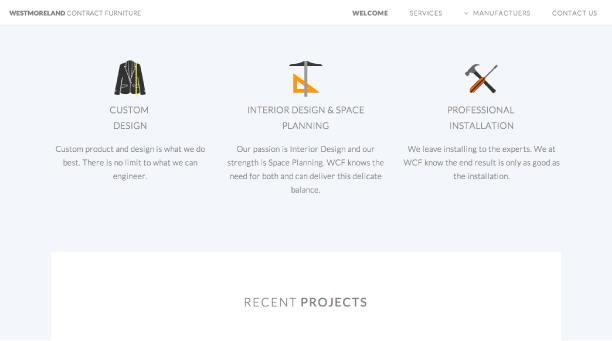 WESTMORELAND CONTRACT FURNITURE
WELCOME SERVICES MANUFACTUERS CONTACT US
CUSTOM
DESIGN
Custom product and design is what we do
best. There is no limit to what we can
engineer.
INTERIOR DESIGN & SPACE
PLANNING
Our passion is Interior Design and our
strength is Space Planning. WCF knows the
need for both and can deliver this delicate
balance.
PROFESSIONAL
INSTALLATION
We leave installing to the experts. We at
WCF know the end result is only as good as
the installation.
RECENT PROJECTS